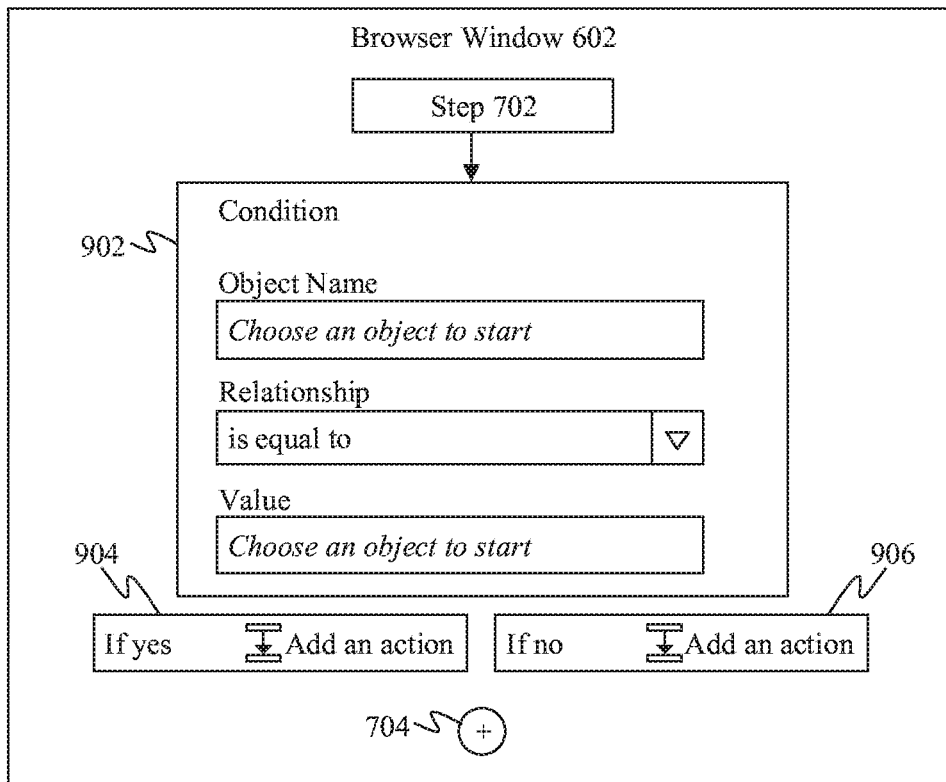 Browser Window 602
Step 702
Condition
902
Object Name
Choose an object to start
Relationship
is equal to
Value
Choose an object to start
904
906
If yes Add an action
If no Add an action
704 +